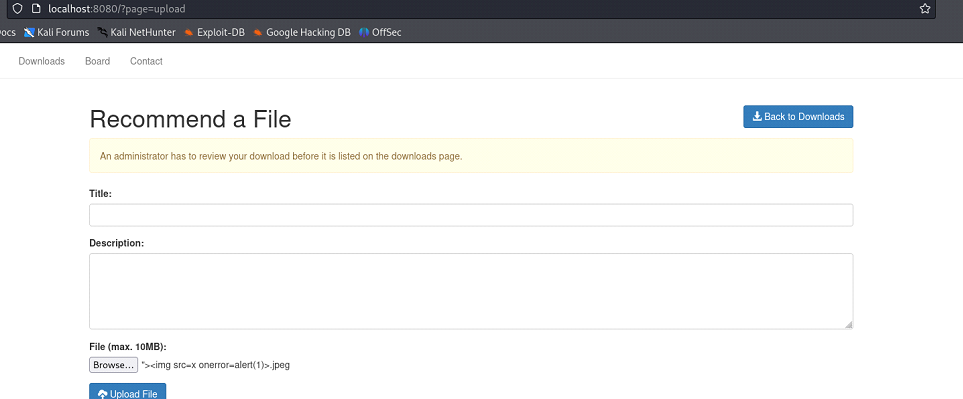 localhost:8080/?page=upload
ocs Kali Forums Kali NetHunter Exploit-DB Google Hacking DB OffSec
Downloads Board Contact
Recommend a File
Back to Downloads
An administrator has to review your download before it is listed on the downloads page.
Title:
Description:
File (max. 10MB):
Browse... "><img src=x onerror=alert(1)>.jpeg
Upload File